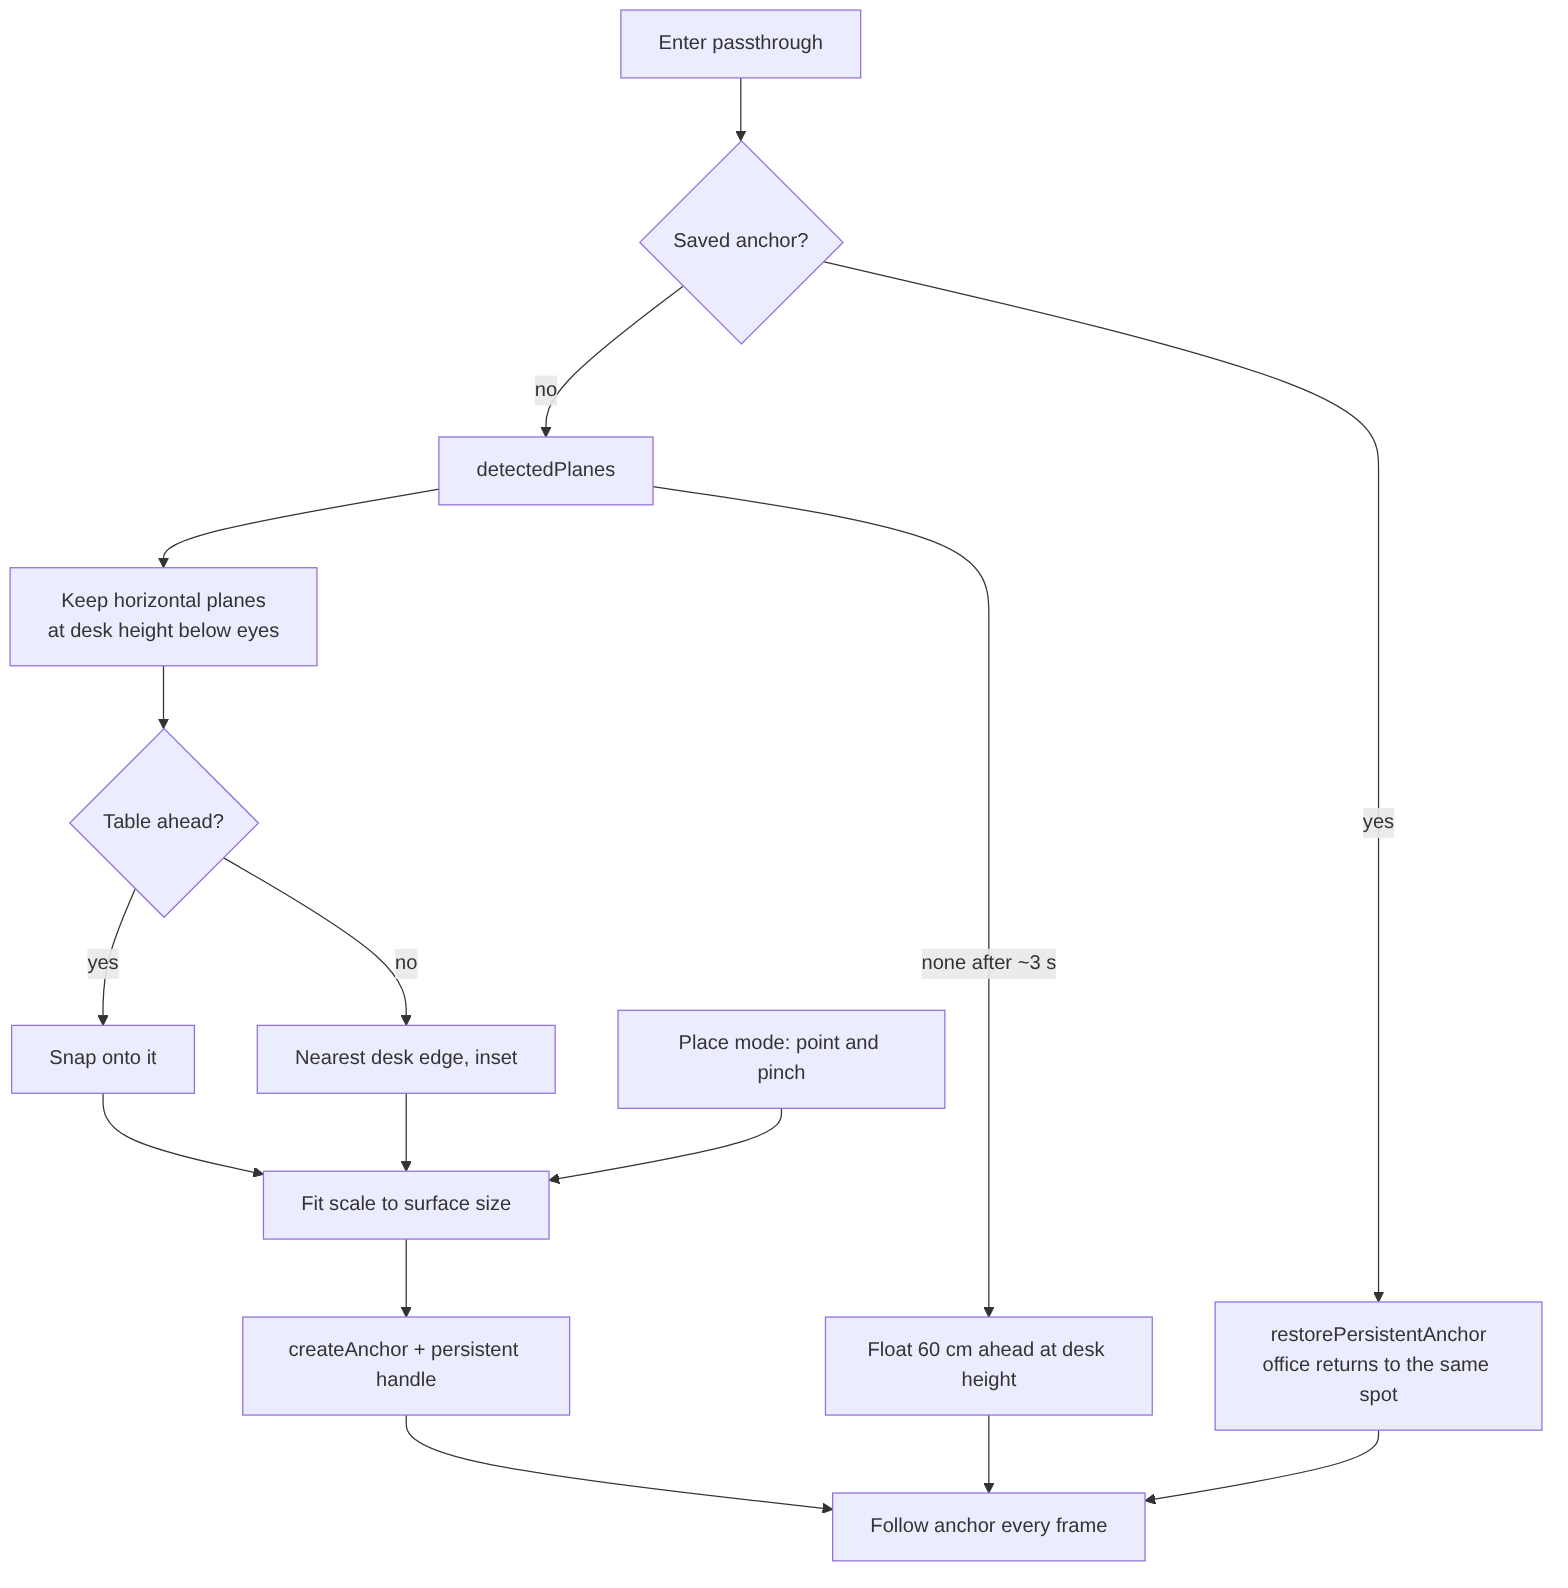 Enter passthrough
Saved anchor?
no
detectedPlanes
Keep horizontal planes
at desk height below eyes
Table ahead?
yes
yes
no
none after ~3 s
Snap onto it
Nearest desk edge, inset
Place mode: point and
pinch
Fit scale to surface size
createAnchor + persistent
handle
Float 60 cm ahead at desk
height
restorePersistentAnchor
office returns to the same
spot
Follow anchor every frame